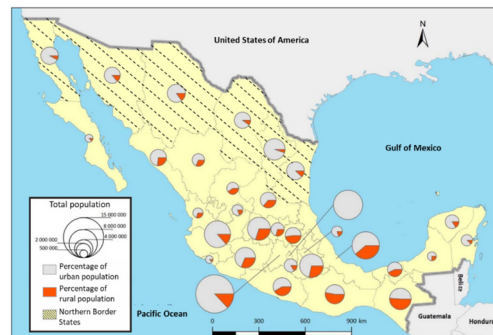 United States of America
N
Gulf of Mexico
Total population
15 000 000
8 000 000
4 000 000
2 000 000
500 000
Percentage of
urban population
Percentage of
rural population
Northern Border
States
Pacific Ocean
Belize
Guatemala
Hondur
0
300
600
900 km